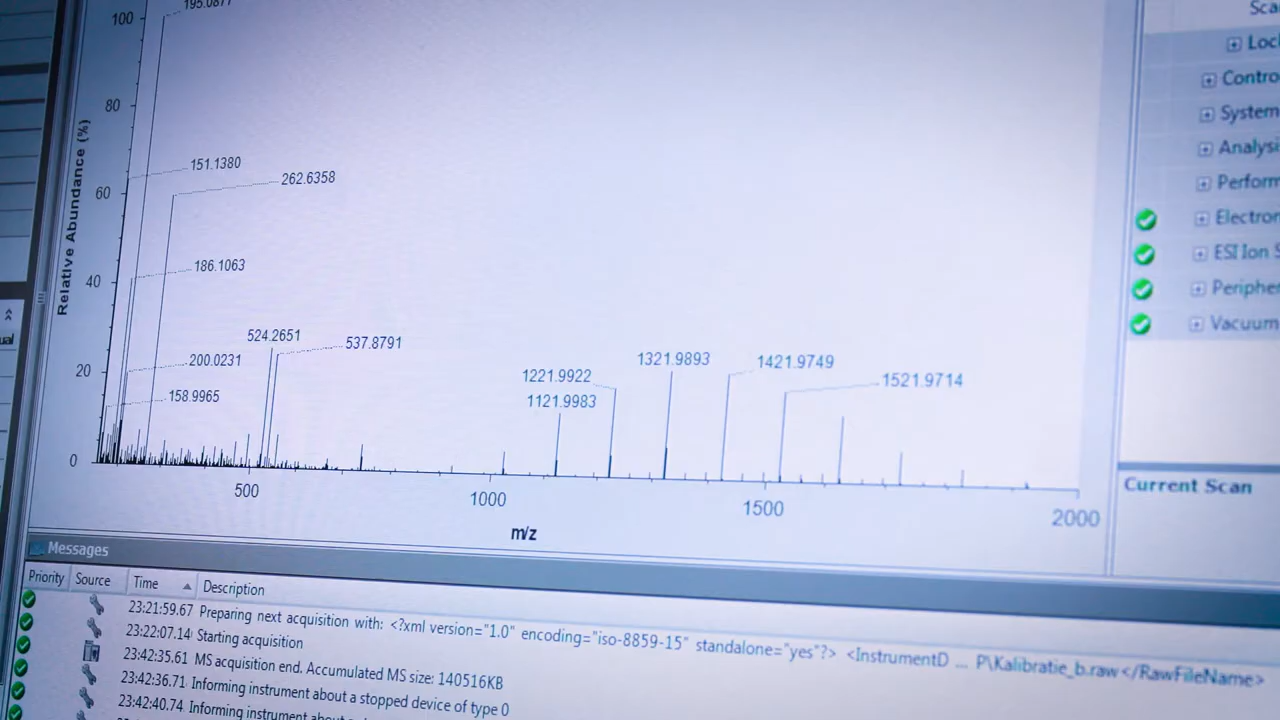 195.0877
100
80
60
40
20
0
Relative Abundance (%)
151.1380
262.6358
186.1063
524.2651
537.8791
200.0231
158.9965
1321.9893
1421.9749
1221.9922
1521.9714
1121.9983
500
1000
1500
2000
m/z
Current Scan
Messages
Priority Source Time Description
23:21:59.67 Preparing next acquisition with: <?xml version="1.0" encoding="iso-8859-15" standalone="yes"?> <InstrumentD ... P\Kalibratie_b.raw</RawFileName>
23:22:07.14 Starting acquisition
23:42:35.61 MS acquisition end. Accumulated MS size: 140516KB
23:42:36.71 Informing instrument about a stopped device of type 0
23:42:40.74 Informing instrument about
Sca
Loc
Contro
System
Analysi
Perform
Electron
ESI Ion S
Periphe
Vacuum